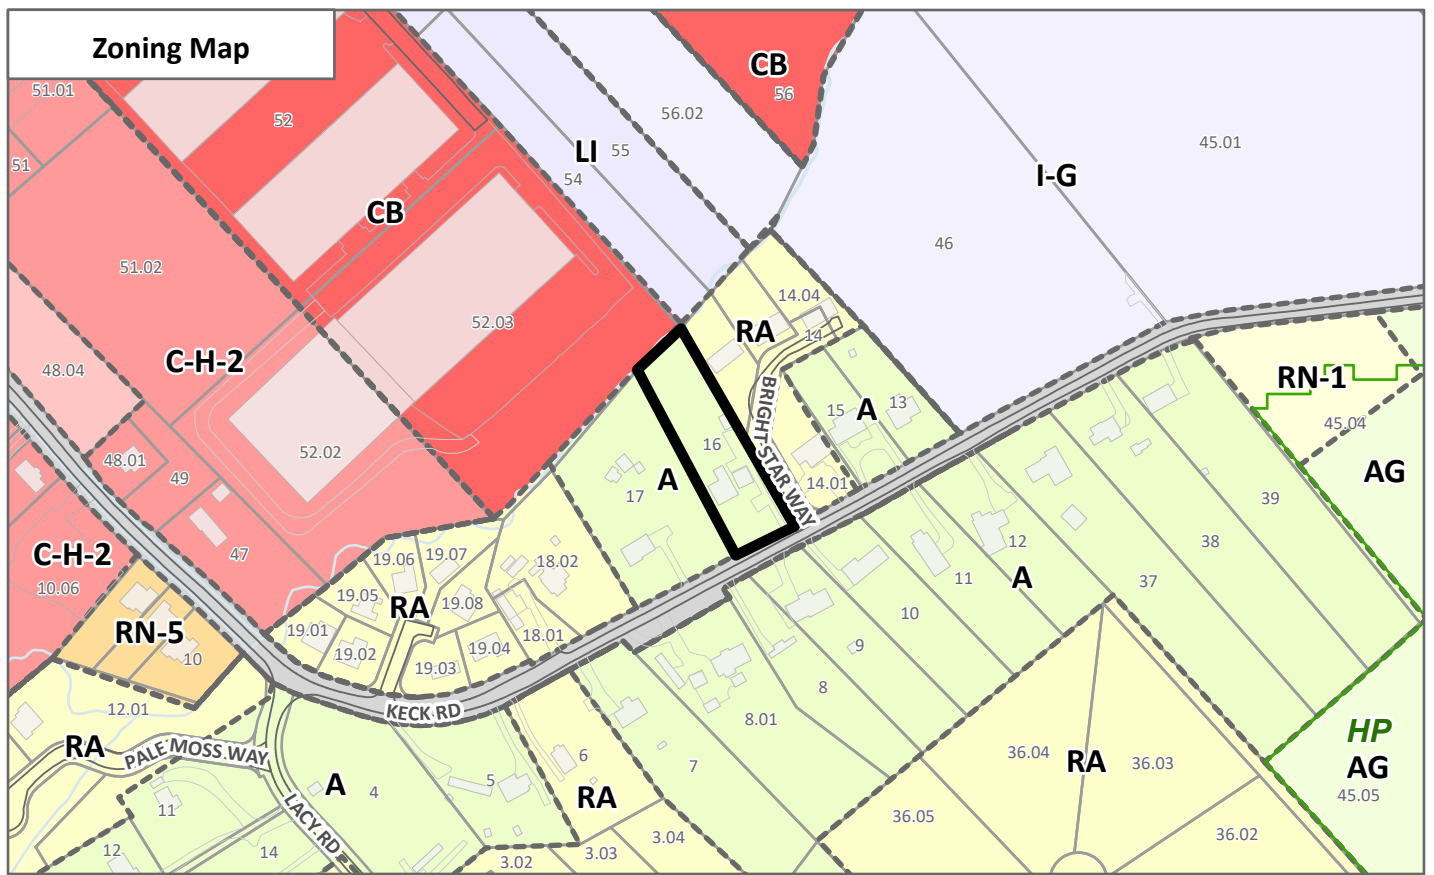 Zoning Map
51.01
52
CB
56
56.02
45.01
LI
55
54
51
I-G
CB
46
51.02
14.04
52.03
RA
14
C-H-2
48.04
RN-1
BRIGHT STAR WAY
15
A
13
45.04
16
48.01
52.02
AG
49
A
14.01
17
39
47
C-H-2
19.06
19.07
18.02
12
38
10.06
19.05
11
A
37
RA
19.08
10
RN-5
19.01
18.01
10
19.02
19.04
9
19.03
8
12.01
KECK RD
8.01
HP
RA
PALE MOSS WAY
6
36.04
RA
36.03
AG
7
A
4
5
RA
45.05
11
LACY RD
36.05
36.02
3.04
12
14
3.02
3.03